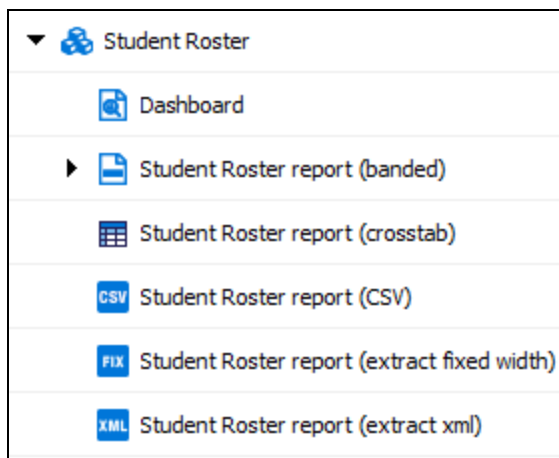 Student Roster
Dashboard
Student Roster report (banded)
Student Roster report (crosstab)
CSV Student Roster report (CSV)
FIX Student Roster report (extract fixed width)
XML Student Roster report (extract xml)